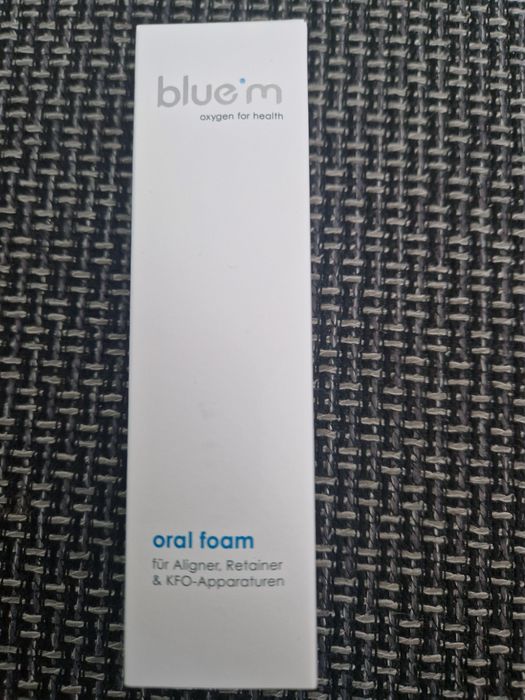 blue°m
oxygen for health
oral foam
für Aligner, Retainer
& KFO-Apparaturen